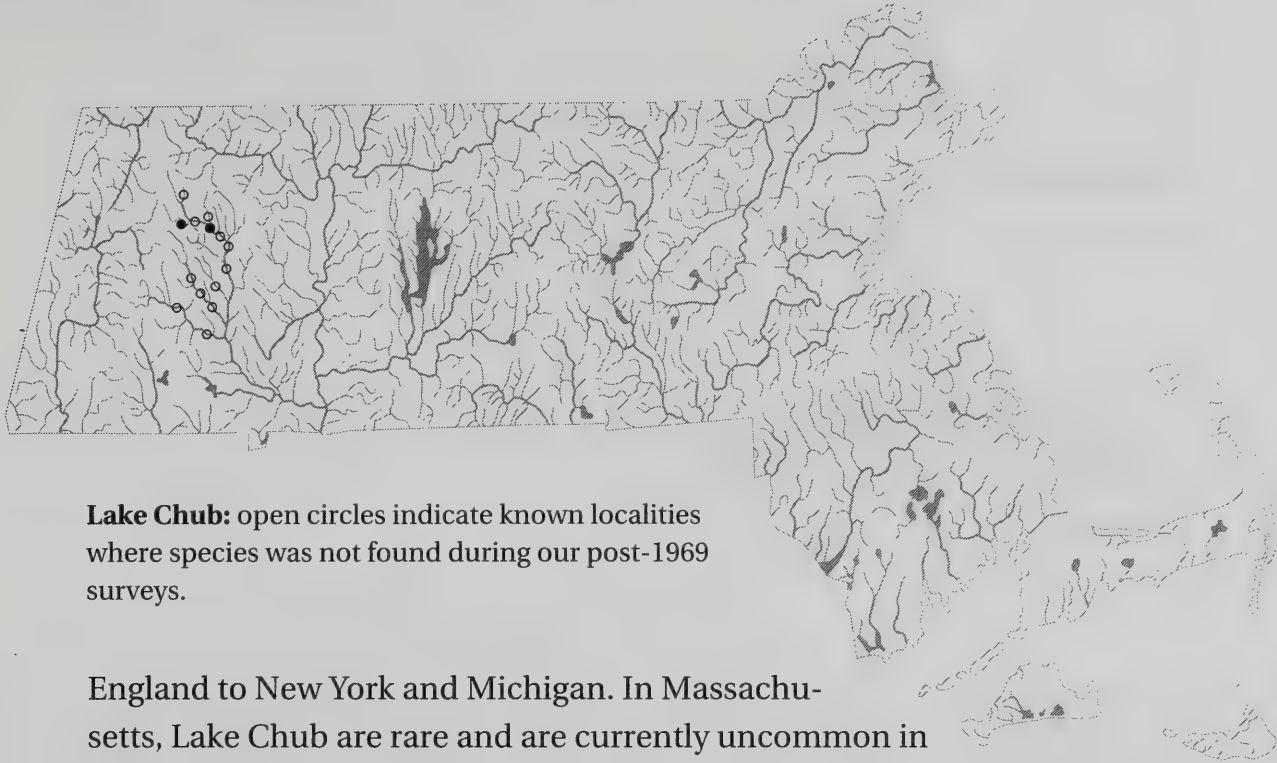 Lake Chub: open circles indicate known localities
where species was not found during our post-1969
surveys.
England to New York and Michigan. In Massachu-
setts, Lake Chub are rare and are currently uncommon in